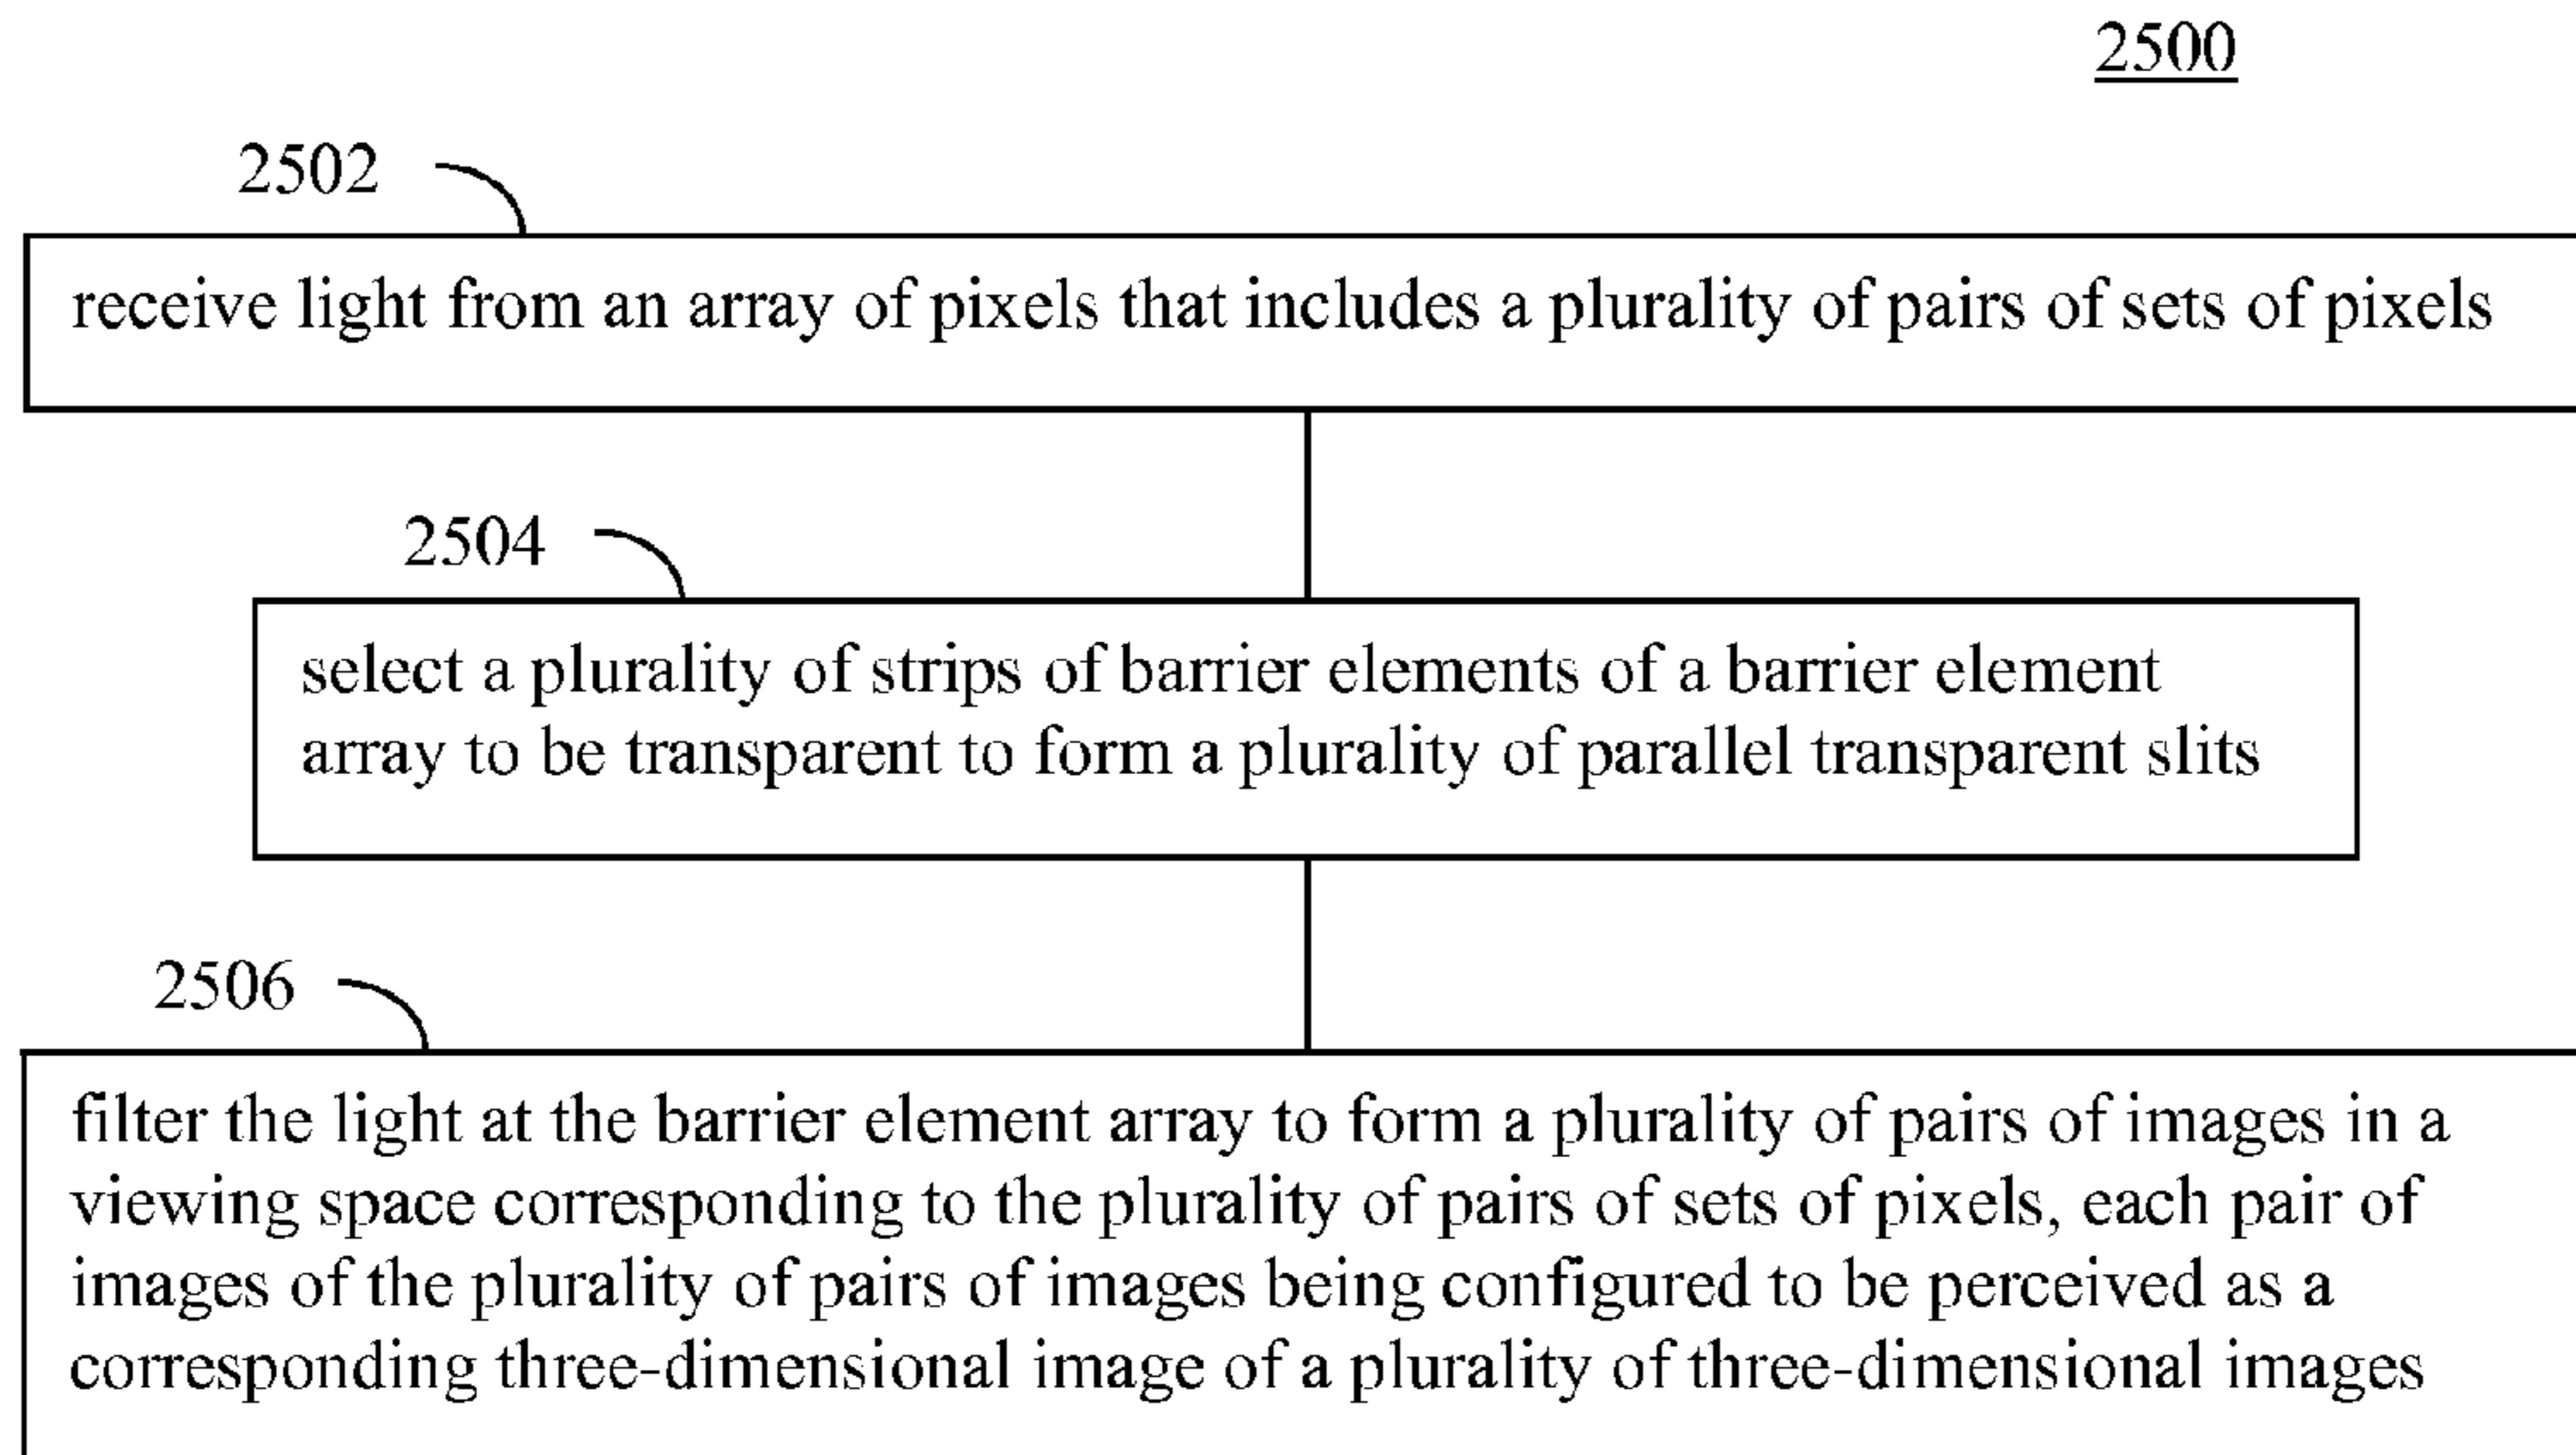 2500
2502
receive light from an array of pixels that includes a plurality of pairs of sets of pixels
2504
select a plurality of strips of barrier elements of a barrier element
array to be transparent to form a plurality of parallel transparent slits
2506
filter the light at the barrier element array to form a plurality of pairs of images in a
viewing space corresponding to the plurality of pairs of sets of pixels, each pair of
images of the plurality of pairs of images being configured to be perceived as a
corresponding three-dimensional image of a plurality of three-dimensional images